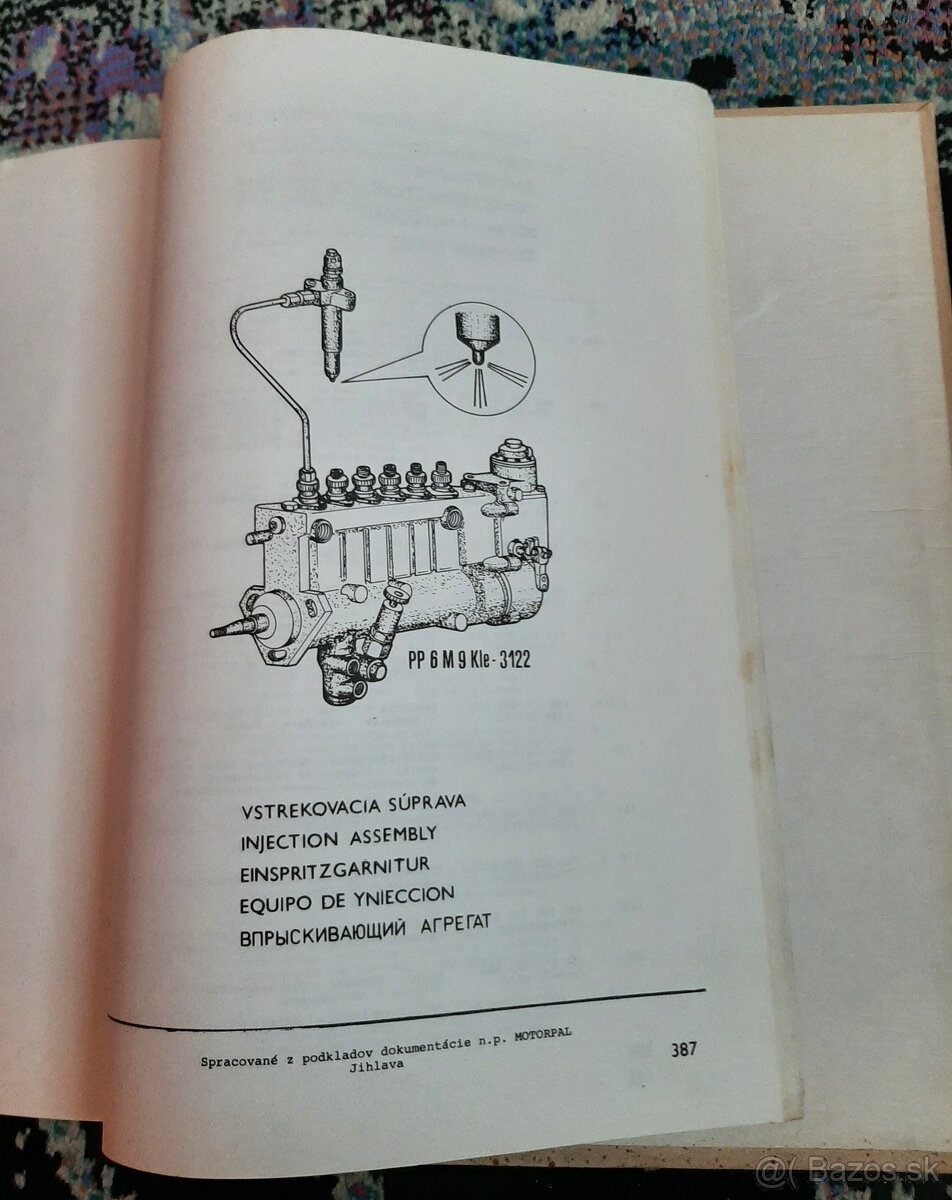 PP 6 M 9 Kle - 3122
VSTREKOVACIA SÚPRAVA
INJECTION ASSEMBLY
EINSPRITZGARNITUR
EQUIPO DE YNIECCION
ВПРЫСКИВАЮЩИЙ АГРЕГАТ
Spracované z podkladov dokumentácie n.p. MOTORPAL
Jihlava
387
@( Bazos.sk